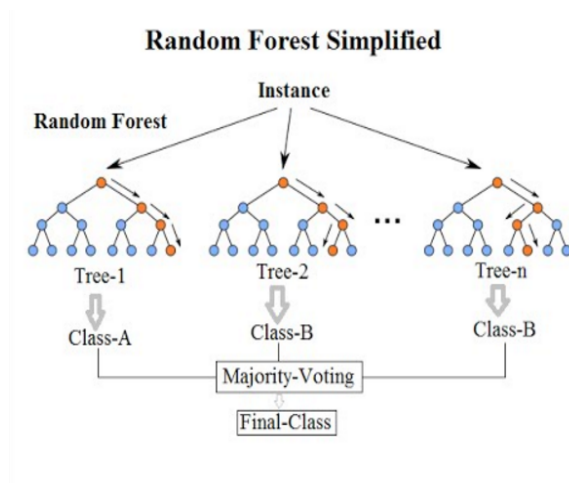 Random Forest Simplified
Instance
Random Forest
...
Tree-1 Tree-2 Tree-n
Class-A Class-B Class-B
Majority-Voting
Final-Class